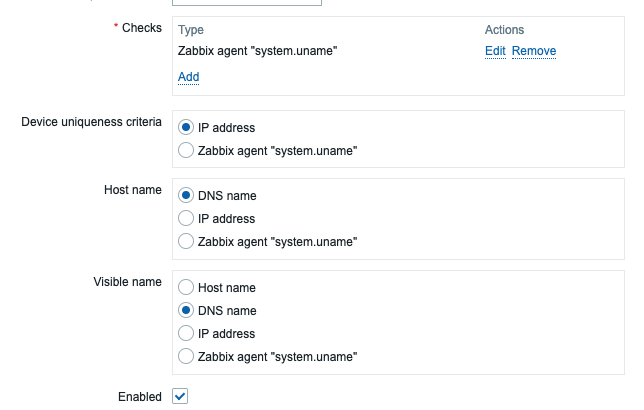 * Checks
Type Actions
Zabbix agent "system.uname" Edit Remove
Add
Device uniqueness criteria
IP address
Zabbix agent "system.uname"
Host name
DNS name
IP address
Zabbix agent "system.uname"
Visible name
Host name
DNS name
IP address
Zabbix agent "system.uname"
Enabled